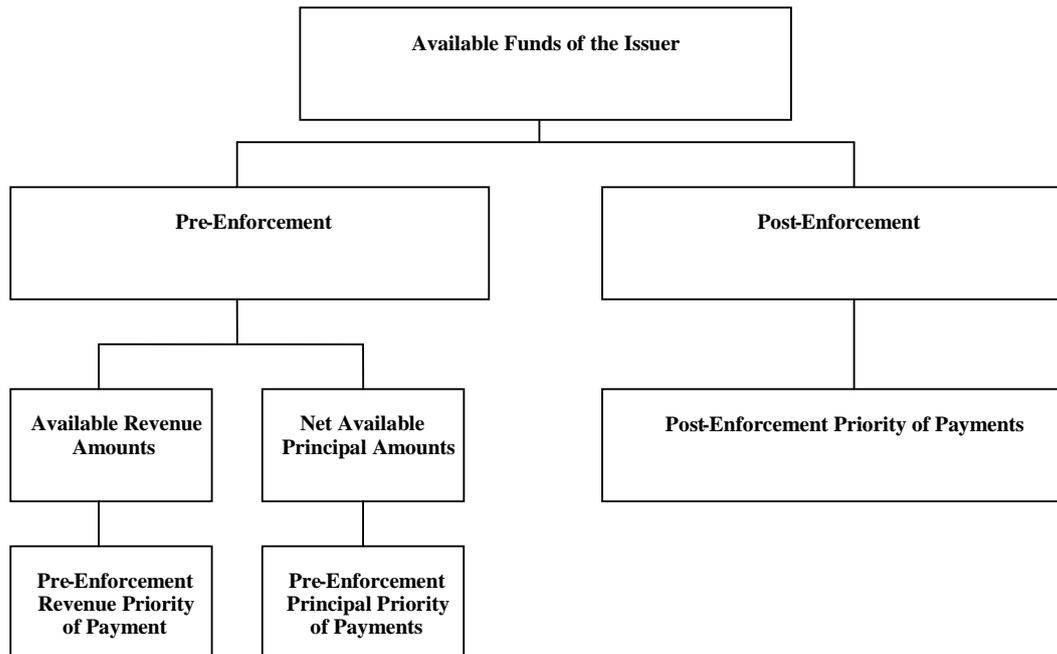 Available Funds of the Issuer
Pre-Enforcement
Post-Enforcement
Available Revenue
Amounts
Net Available
Principal Amounts
Post-Enforcement Priority of Payments
Pre-Enforcement
Revenue Priority
of Payment
Pre-Enforcement
Principal Priority
of Payments